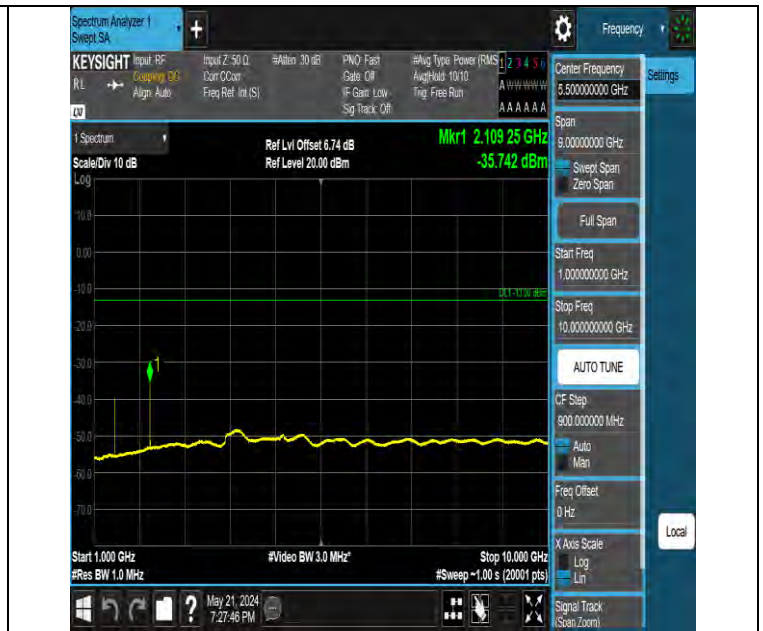 Spectrum Analyzer 1
Swept SA
+
Frequency
KEYSIGHT
RL
Input: RF
Coupling: DC
Align: Auto
Input Z: 50 Ω
Corr CCorr
Freq Ref: Int (S)
#Atten: 30 dB
PNO: Fast
Gate: Off
IF Gain: Low
Sig Track: Off
#Avg Type: Power (RMS
Avg|Hold: 10/10
Trig: Free Run
1 2 3 4 5 6
A W W W W W
A A A A A A
1 Spectrum
Scale/Div 10 dB
Log
Ref Lvl Offset 6.74 dB
Ref Level 20.00 dBm
Mkr1 2.109 25 GHz
-35.742 dBm
10.0
0.00
-10.0
DL1 -13.00 dBm
-20.0
-30.0
1
-40.0
-50.0
-60.0
-70.0
Start 1.000 GHz
#Res BW 1.0 MHz
#Video BW 3.0 MHz*
Stop 10.000 GHz
#Sweep ~1.00 s (20001 pts)
?
May 21, 2024
7:27:46 PM
Center Frequency
5.500000000 GHz
Settings
Span
9.00000000 GHz
Swept Span
Zero Span
Full Span
Start Freq
1.000000000 GHz
Stop Freq
10.000000000 GHz
AUTO TUNE
CF Step
900.000000 MHz
Auto
Man
Freq Offset
0 Hz
X Axis Scale
Log
Lin
Local
Signal Track
(Span Zoom)